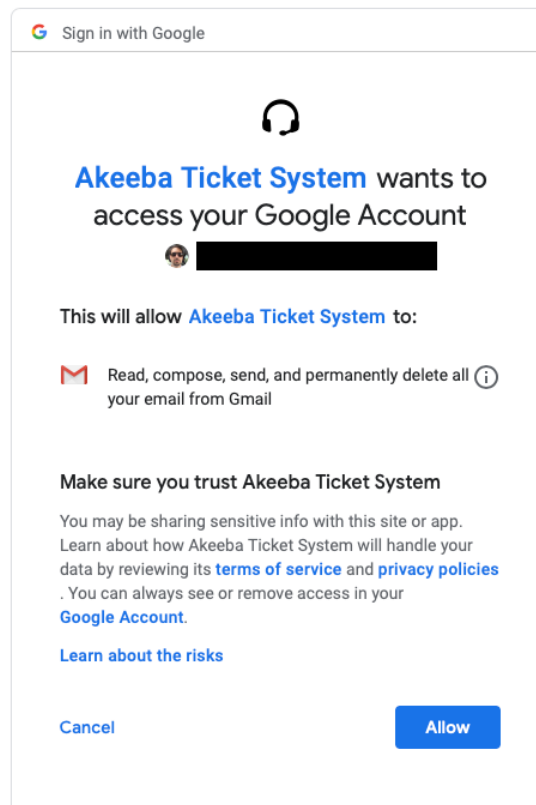 Sign in with Google
Akeeba Ticket System wants to
access your Google Account
This will allow Akeeba Ticket System to:
Read, compose, send, and permanently delete all
your email from Gmail
Make sure you trust Akeeba Ticket System
You may be sharing sensitive info with this site or app.
Learn about how Akeeba Ticket System will handle your
data by reviewing its terms of service and privacy policies
. You can always see or remove access in your
Google Account.
Learn about the risks
Cancel
Allow